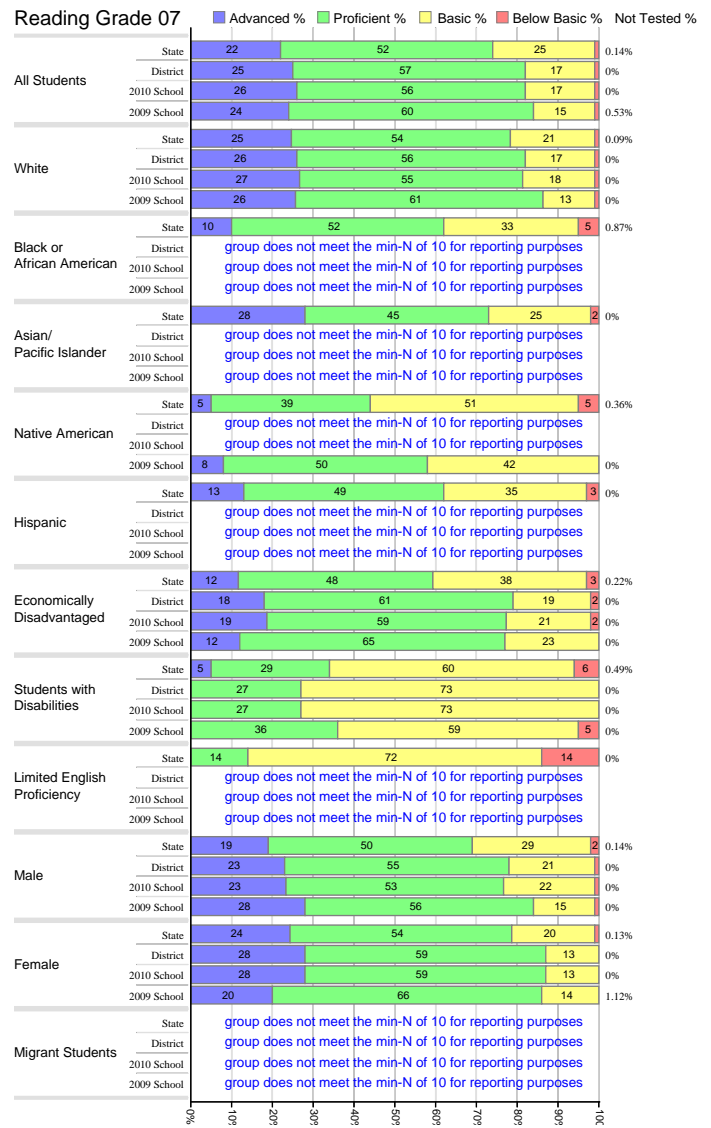 Reading Grade 07 Advanced % Proficient % Basic % Below Basic % Not Tested %
All Students
State 22 52 25 0.14%
District 25 57 17 0%
2010 School 26 56 17 0%
2009 School 24 60 15 0.53%
White
State 25 54 21 0.09%
District 26 56 17 0%
2010 School 27 55 18 0%
2009 School 26 61 13 0%
Black or
African American
State 10 52 33 5 0.87%
District group does not meet the min-N of 10 for reporting purposes
2010 School group does not meet the min-N of 10 for reporting purposes
2009 School group does not meet the min-N of 10 for reporting purposes
Asian/
Pacific Islander
State 28 45 25 2 0%
District group does not meet the min-N of 10 for reporting purposes
2010 School group does not meet the min-N of 10 for reporting purposes
2009 School group does not meet the min-N of 10 for reporting purposes
Native American
State 5 39 51 5 0.36%
District group does not meet the min-N of 10 for reporting purposes
2010 School group does not meet the min-N of 10 for reporting purposes
2009 School 8 50 42 0%
Hispanic
State 13 49 35 3 0%
District group does not meet the min-N of 10 for reporting purposes
2010 School group does not meet the min-N of 10 for reporting purposes
2009 School group does not meet the min-N of 10 for reporting purposes
Economically
Disadvantaged
State 12 48 38 3 0.22%
District 18 61 19 2 0%
2010 School 19 59 21 2 0%
2009 School 12 65 23 0%
Students with
Disabilities
State 5 29 60 6 0.49%
District 27 73 0%
2010 School 27 73 0%
2009 School 36 59 5 0%
Limited English
Proficiency
State 14 72 14 0%
District group does not meet the min-N of 10 for reporting purposes
2010 School group does not meet the min-N of 10 for reporting purposes
2009 School group does not meet the min-N of 10 for reporting purposes
Male
State 19 50 29 2 0.14%
District 23 55 21 0%
2010 School 23 53 22 0%
2009 School 28 56 15 0%
Female
State 24 54 20 0.13%
District 28 59 13 0%
2010 School 28 59 13 0%
2009 School 20 66 14 1.12%
Migrant Students
State group does not meet the min-N of 10 for reporting purposes
District group does not meet the min-N of 10 for reporting purposes
2010 School group does not meet the min-N of 10 for reporting purposes
2009 School group does not meet the min-N of 10 for reporting purposes
0% 10% 20% 30% 40% 50% 60% 70% 80% 90%